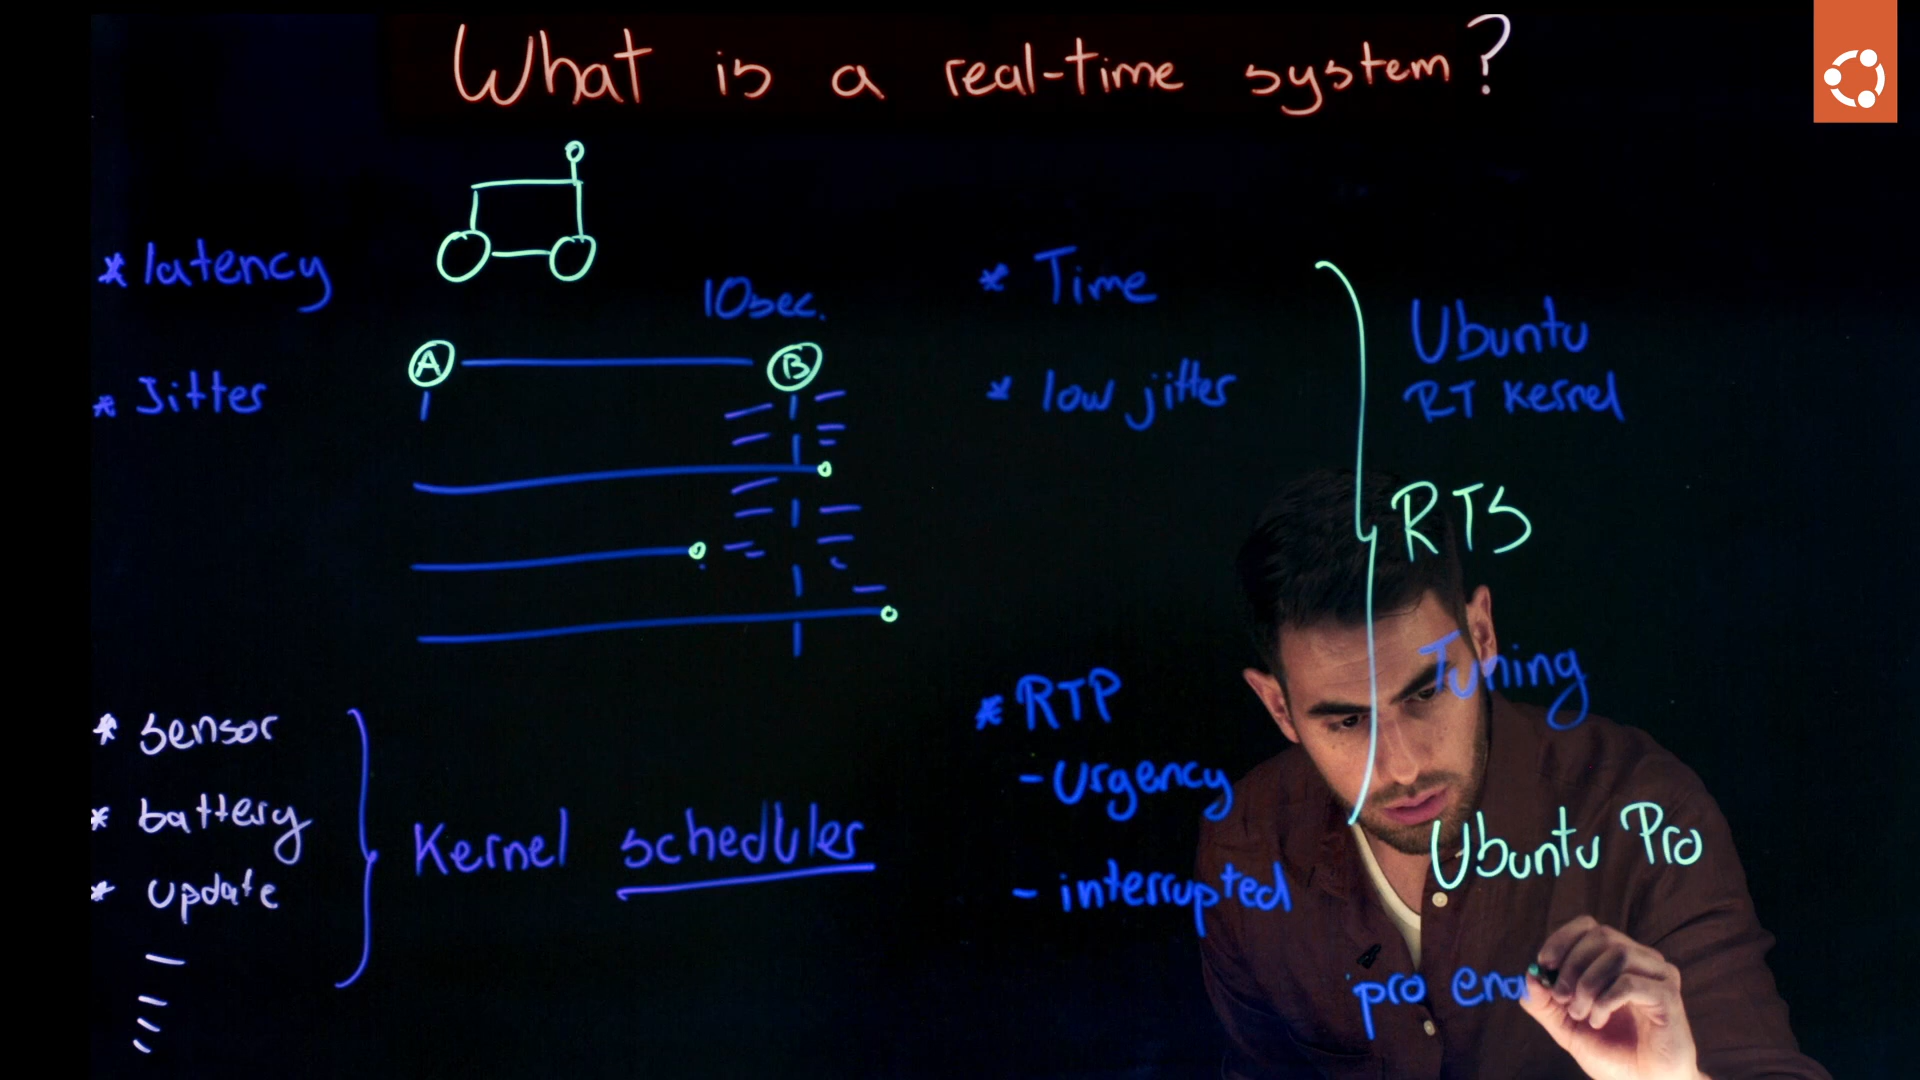 What is a real-time system?
* latency
* Jitter
10sec.
A
B
* sensor
* battery
* update
Kernel scheduler
* Time
* low jitter
* RTP
- Urgency
- interrupted
Ubuntu
RT Kernel
RTS
Tuning
Ubuntu Pro
pro ena